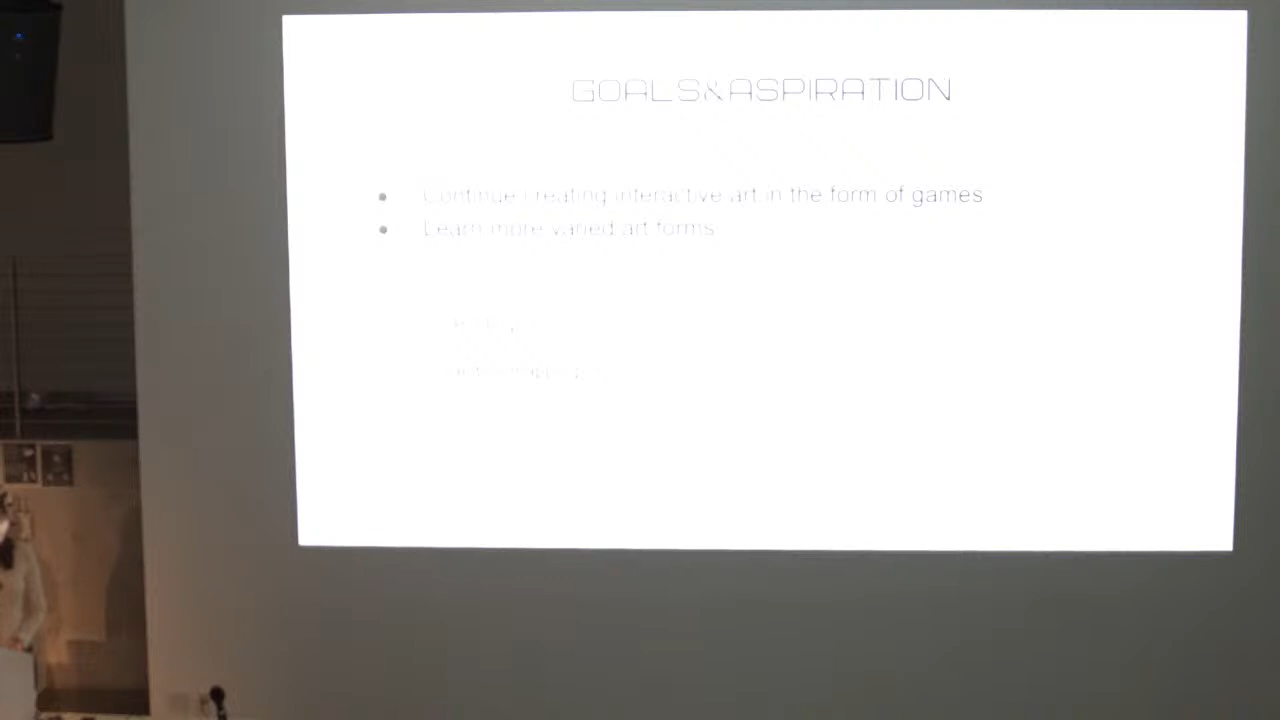 GOALS&ASPIRATION
Continue creating interactive art in the form of games
Learn more varied art forms